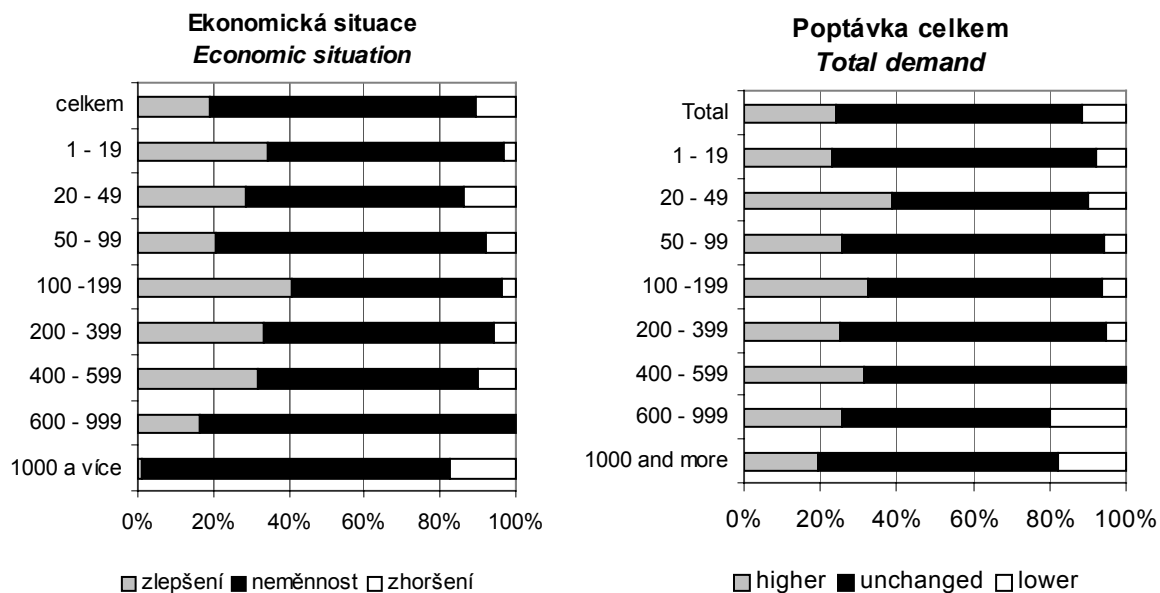 Ekonomická situace
Economic situation
celkem
1 - 19
20 - 49
50 - 99
100 -199
200 - 399
400 - 599
600 - 999
1000 a více
0% 20% 40% 60% 80% 100%
zlepšení neměnnost zhoršení
Poptávka celkem
Total demand
Total
1 - 19
20 - 49
50 - 99
100 -199
200 - 399
400 - 599
600 - 999
1000 and more
0% 20% 40% 60% 80% 100%
higher unchanged lower